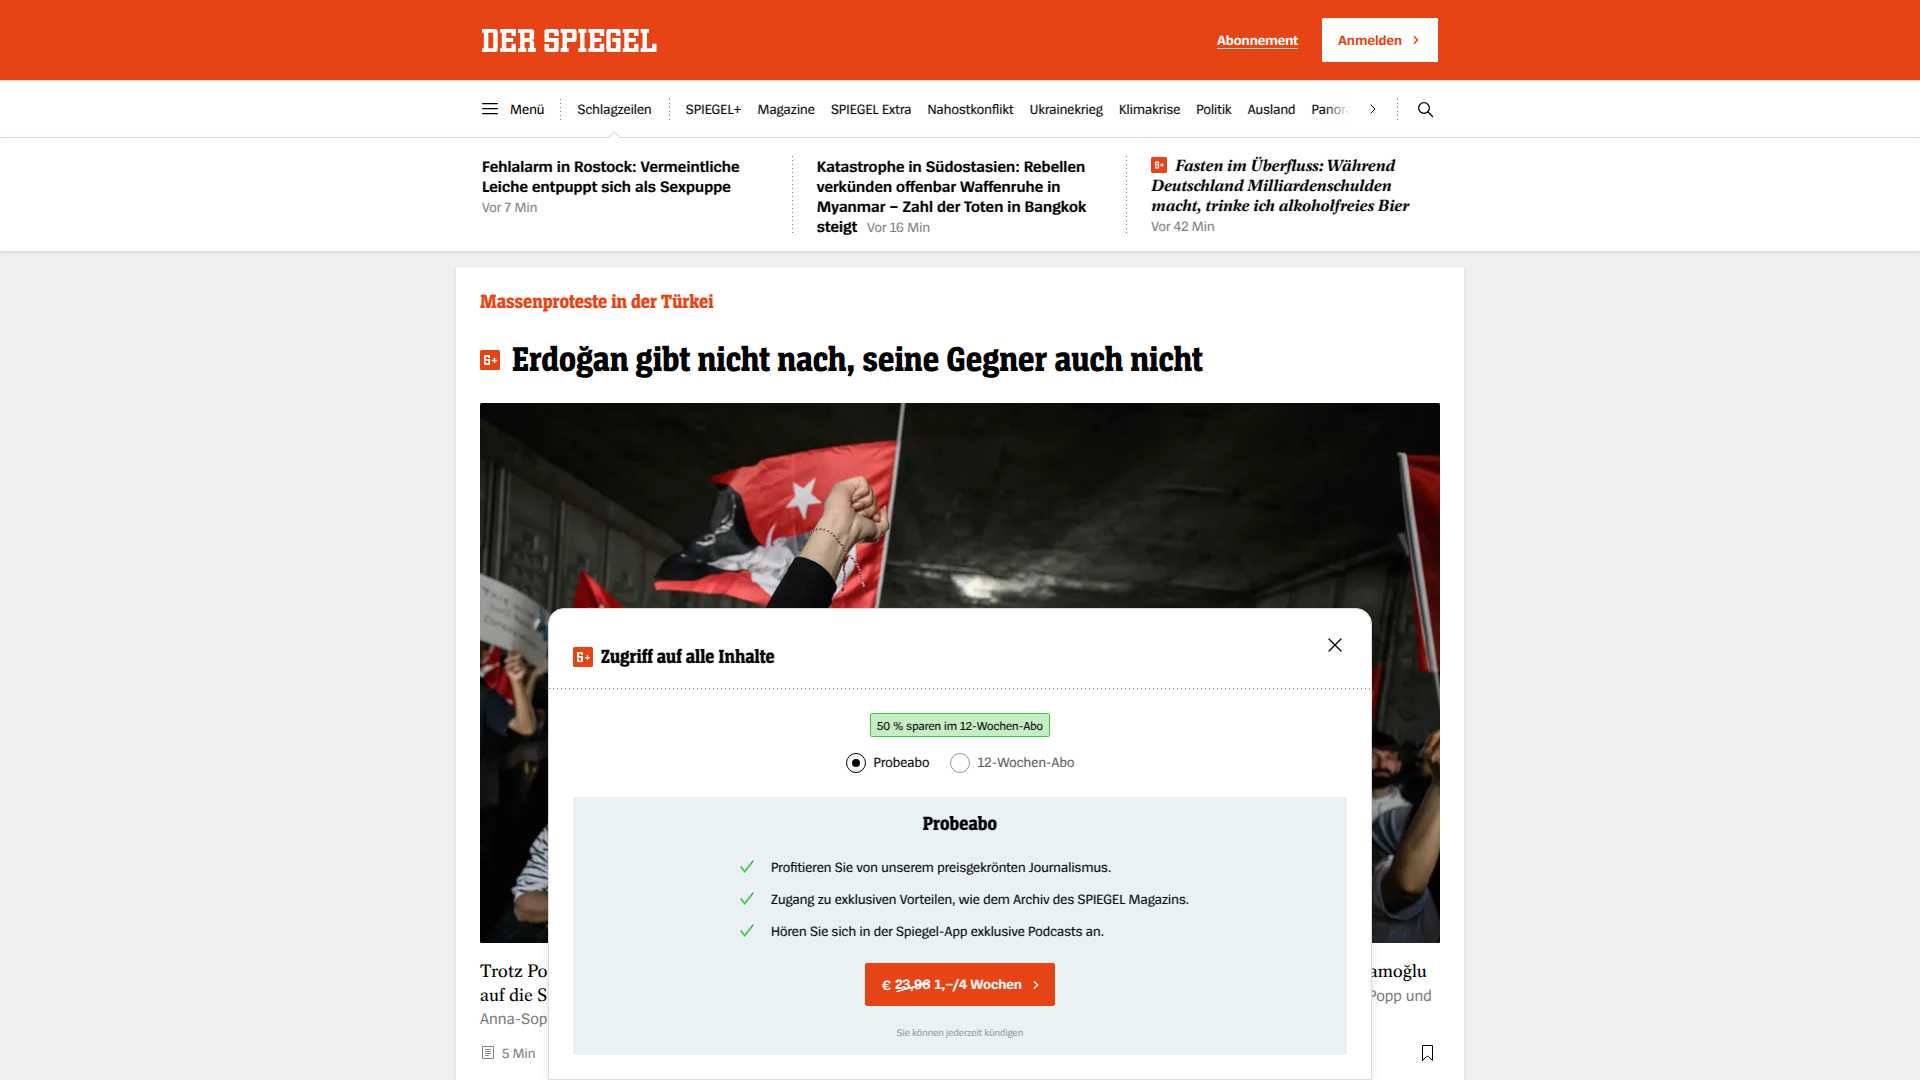 DER SPIEGEL
Abonnement
Anmelden
Menü
Schlagzeilen
SPIEGEL+
Magazine
SPIEGEL Extra
Nahostkonflikt
Ukrainekrieg
Klimakrise
Politik
Ausland
Panor
Fehlalarm in Rostock: Vermeintliche
Leiche entpuppt sich als Sexpuppe
Vor 7 Min
Katastrophe in Südostasien: Rebellen
verkünden offenbar Waffenruhe in
Myanmar – Zahl der Toten in Bangkok
steigt Vor 16 Min
S+ Fasten im Überfluss: Während
Deutschland Milliardenschulden
macht, trinke ich alkoholfreies Bier
Vor 42 Min
Massenproteste in der Türkei
S+ Erdoğan gibt nicht nach, seine Gegner auch nicht
S+ Zugriff auf alle Inhalte
50 % sparen im 12-Wochen-Abo
Probeabo
12-Wochen-Abo
Probeabo
Profitieren Sie von unserem preisgekrönten Journalismus.
Zugang zu exklusiven Vorteilen, wie dem Archiv des SPIEGEL Magazins.
Hören Sie sich in der Spiegel-App exklusive Podcasts an.
€ 23,96 1,–/4 Wochen
Sie können jederzeit kündigen
Trotz Po
amoğlu
auf die S
Popp und
Anna-Sop
5 Min